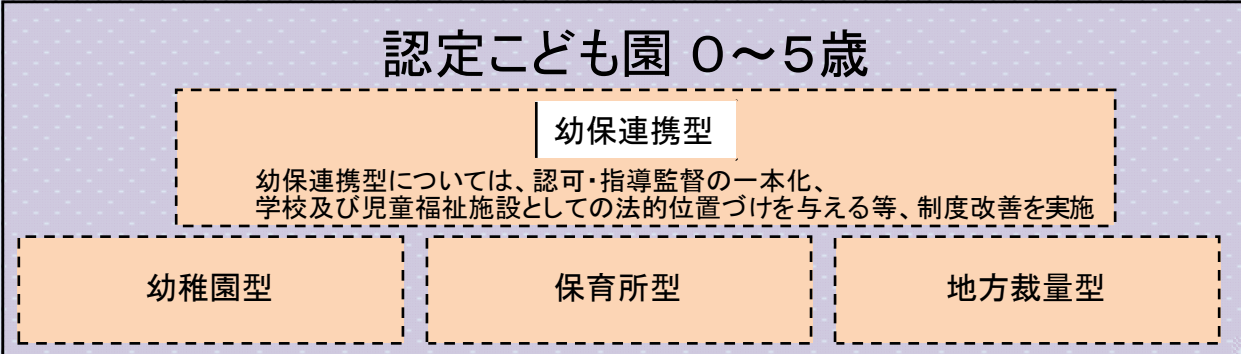 認定こども園 ０～５歳
幼保連携型
幼保連携型については、認可・指導監督の一本化、
学校及び児童福祉施設としての法的位置づけを与える等、制度改善を実施
幼稚園型
保育所型
地方裁量型